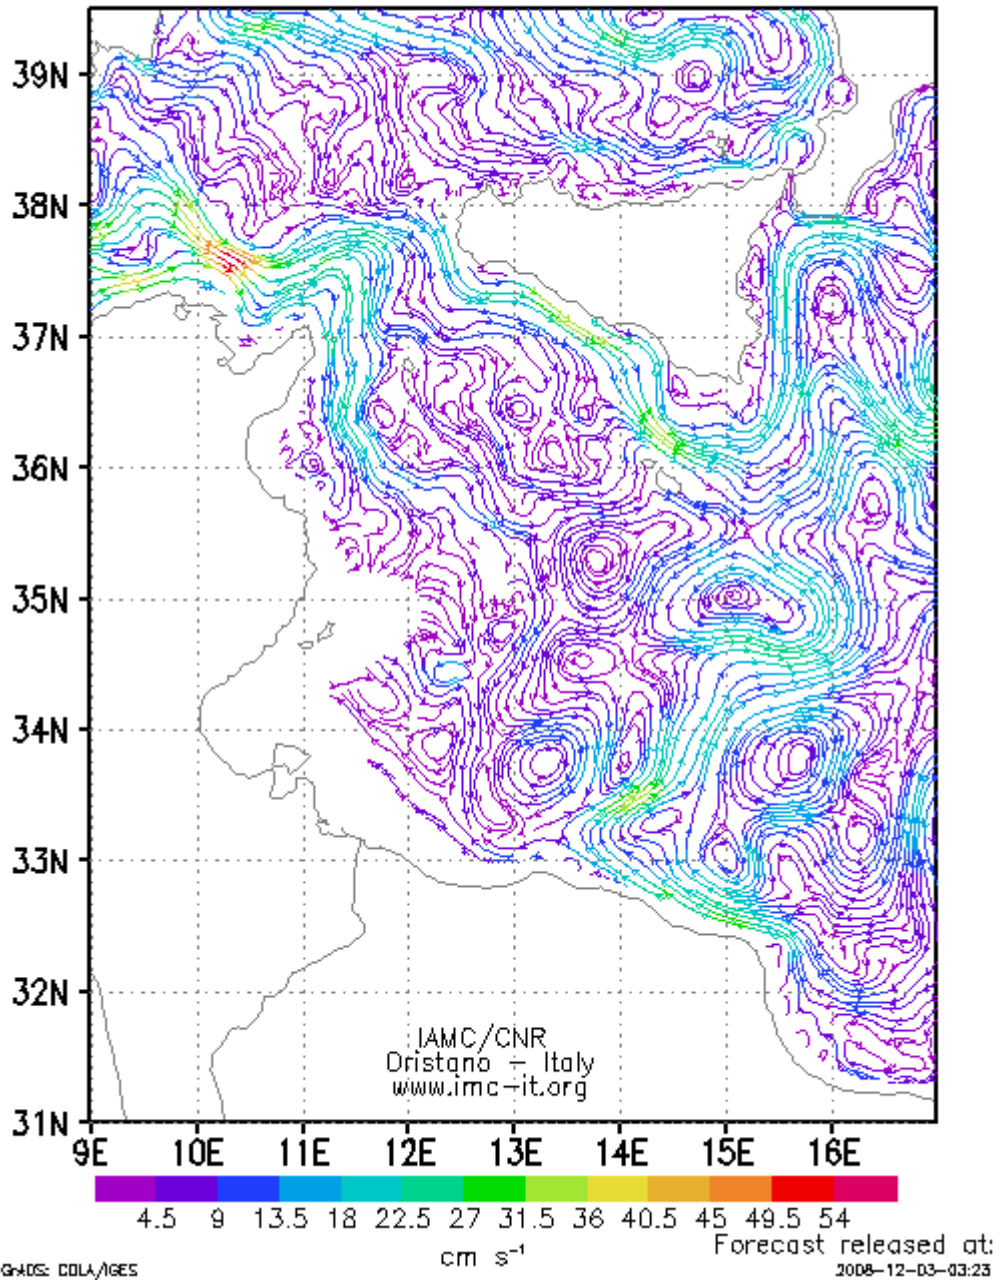 39N
38N
37N
36N
35N
34N
33N
32N
31N
IAMC/CNR
Oristano – Italy
www.imc-it.org
9E 10E 11E 12E 13E 14E 15E 16E
4.5 9 13.5 18 22.5 27 31.5 36 40.5 45 49.5 54
cm s⁻¹
Forecast released at:
GrADS: COLA/IGES
2008-12-03-03:23